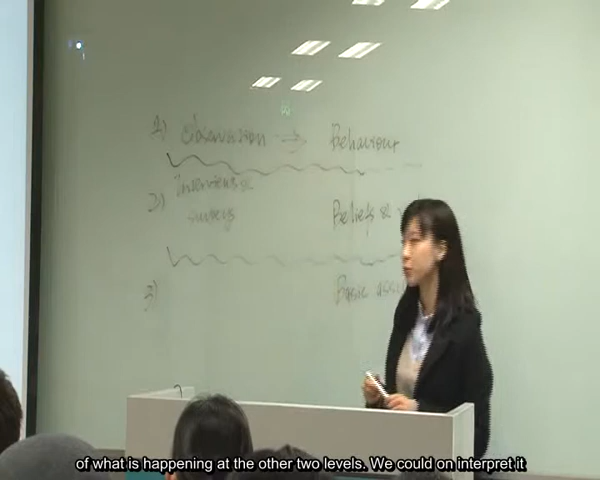 1) Observation → Behaviour
2) Interviews &
surveys Beliefs &
3) Basic
of what is happening at the other two levels. We could on interpret it